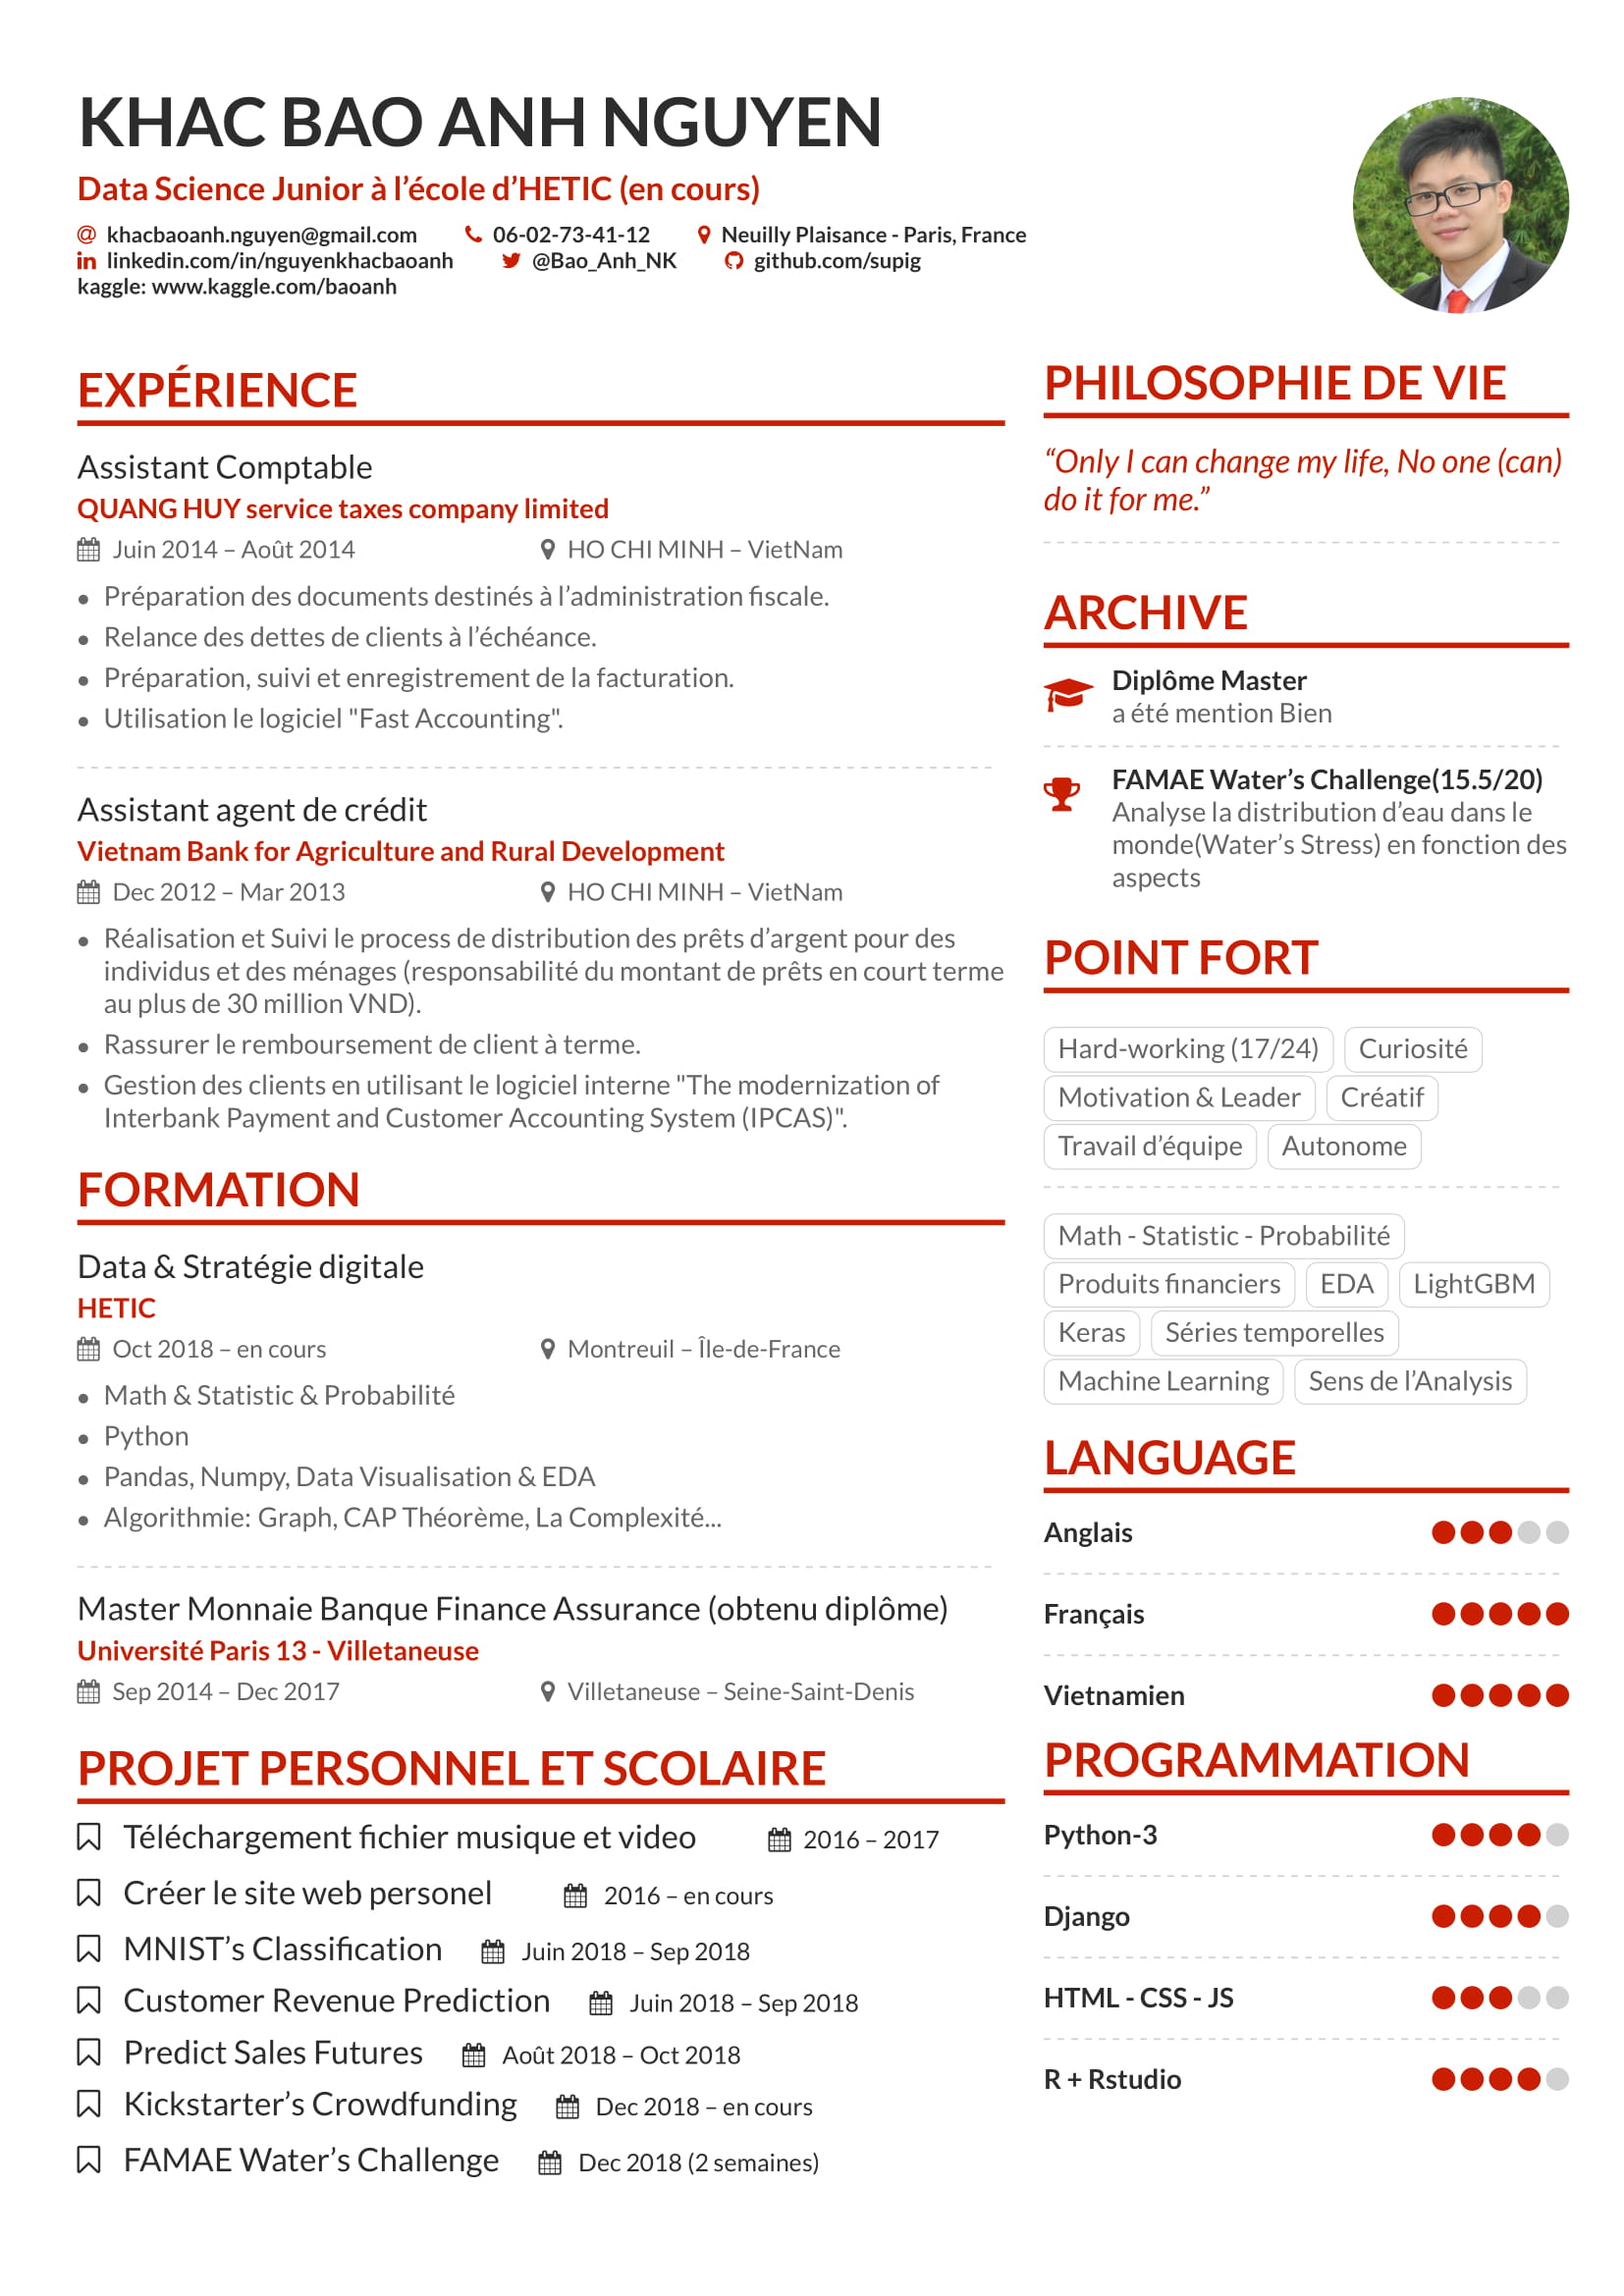 KHAC BAO ANH NGUYEN
Data Science Junior à l’école d’HETIC (en cours)
@ khacbaoanh.nguyen@gmail.com 06-02-73-41-12 Neuilly Plaisance - Paris, France
in linkedin.com/in/nguyenkhacbaoanh @Bao_Anh_NK github.com/supig
kaggle: www.kaggle.com/baoanh
EXPÉRIENCE
Assistant Comptable
QUANG HUY service taxes company limited
Juin 2014 – Août 2014 HO CHI MINH – VietNam
• Préparation des documents destinés à l’administration fiscale.
• Relance des dettes de clients à l’échéance.
• Préparation, suivi et enregistrement de la facturation.
• Utilisation le logiciel "Fast Accounting".
Assistant agent de crédit
Vietnam Bank for Agriculture and Rural Development
Dec 2012 – Mar 2013 HO CHI MINH – VietNam
• Réalisation et Suivi le process de distribution des prêts d’argent pour des
individus et des ménages (responsabilité du montant de prêts en court terme
au plus de 30 million VND).
• Rassurer le remboursement de client à terme.
• Gestion des clients en utilisant le logiciel interne "The modernization of
Interbank Payment and Customer Accounting System (IPCAS)".
FORMATION
Data & Stratégie digitale
HETIC
Oct 2018 – en cours Montreuil – Île-de-France
• Math & Statistic & Probabilité
• Python
• Pandas, Numpy, Data Visualisation & EDA
• Algorithmie: Graph, CAP Théorème, La Complexité...
Master Monnaie Banque Finance Assurance (obtenu diplôme)
Université Paris 13 - Villetaneuse
Sep 2014 – Dec 2017 Villetaneuse – Seine-Saint-Denis
PROJET PERSONNEL ET SCOLAIRE
Téléchargement fichier musique et video 2016 – 2017
Créer le site web personel 2016 – en cours
MNIST’s Classification Juin 2018 – Sep 2018
Customer Revenue Prediction Juin 2018 – Sep 2018
Predict Sales Futures Août 2018 – Oct 2018
Kickstarter’s Crowdfunding Dec 2018 – en cours
FAMAE Water’s Challenge Dec 2018 (2 semaines)
PHILOSOPHIE DE VIE
“Only I can change my life, No one (can)
do it for me.”
ARCHIVE
Diplôme Master
a été mention Bien
FAMAE Water’s Challenge(15.5/20)
Analyse la distribution d’eau dans le
monde(Water’s Stress) en fonction des
aspects
POINT FORT
Hard-working (17/24) Curiosité
Motivation & Leader Créatif
Travail d’équipe Autonome
Math - Statistic - Probabilité
Produits financiers EDA LightGBM
Keras Séries temporelles
Machine Learning Sens de l’Analysis
LANGUAGE
Anglais
Français
Vietnamien
PROGRAMMATION
Python-3
Django
HTML - CSS - JS
R + Rstudio